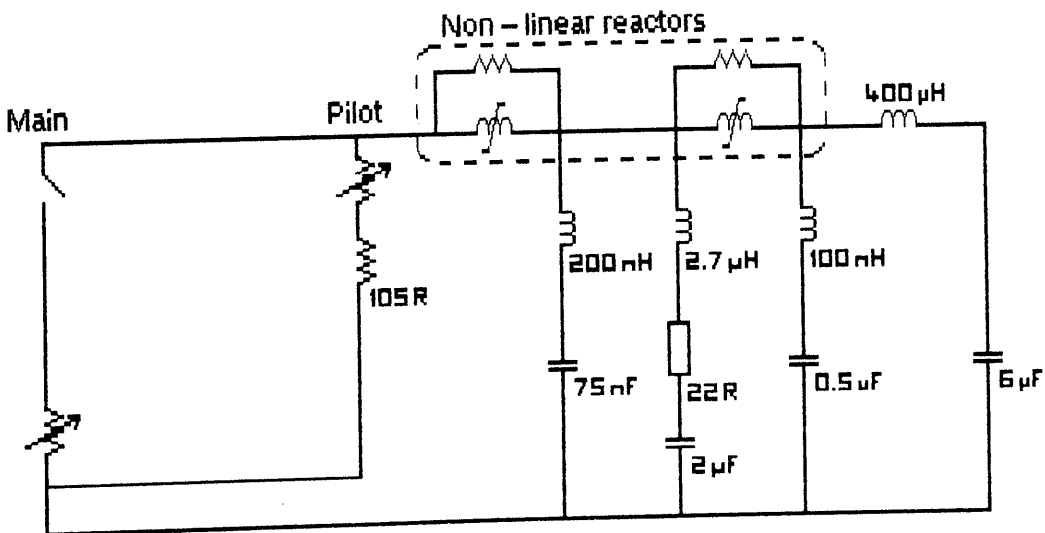 Non – linear reactors
400 μH
Pilot
Main
200 nH
2.7 μH
100 nH
105 R
75 nF
22 R
0.5 uF
6 μF
2 μF